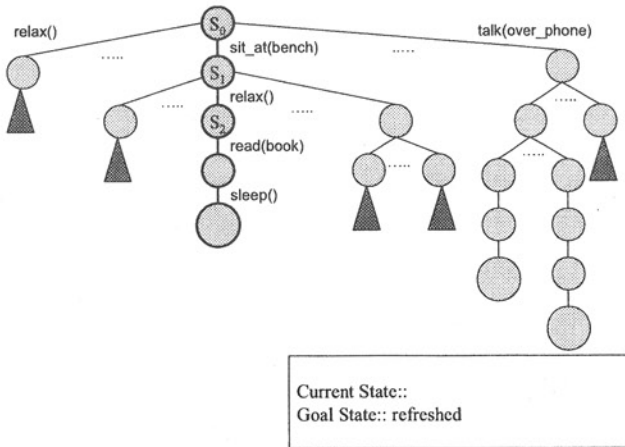 relax()
S0
talk(over_phone)
.....
sit_at(bench)
.....
S1
.....
relax()
.....
.....
S2
.....
.....
read(book)
sleep()
Current State::
Goal State:: refreshed